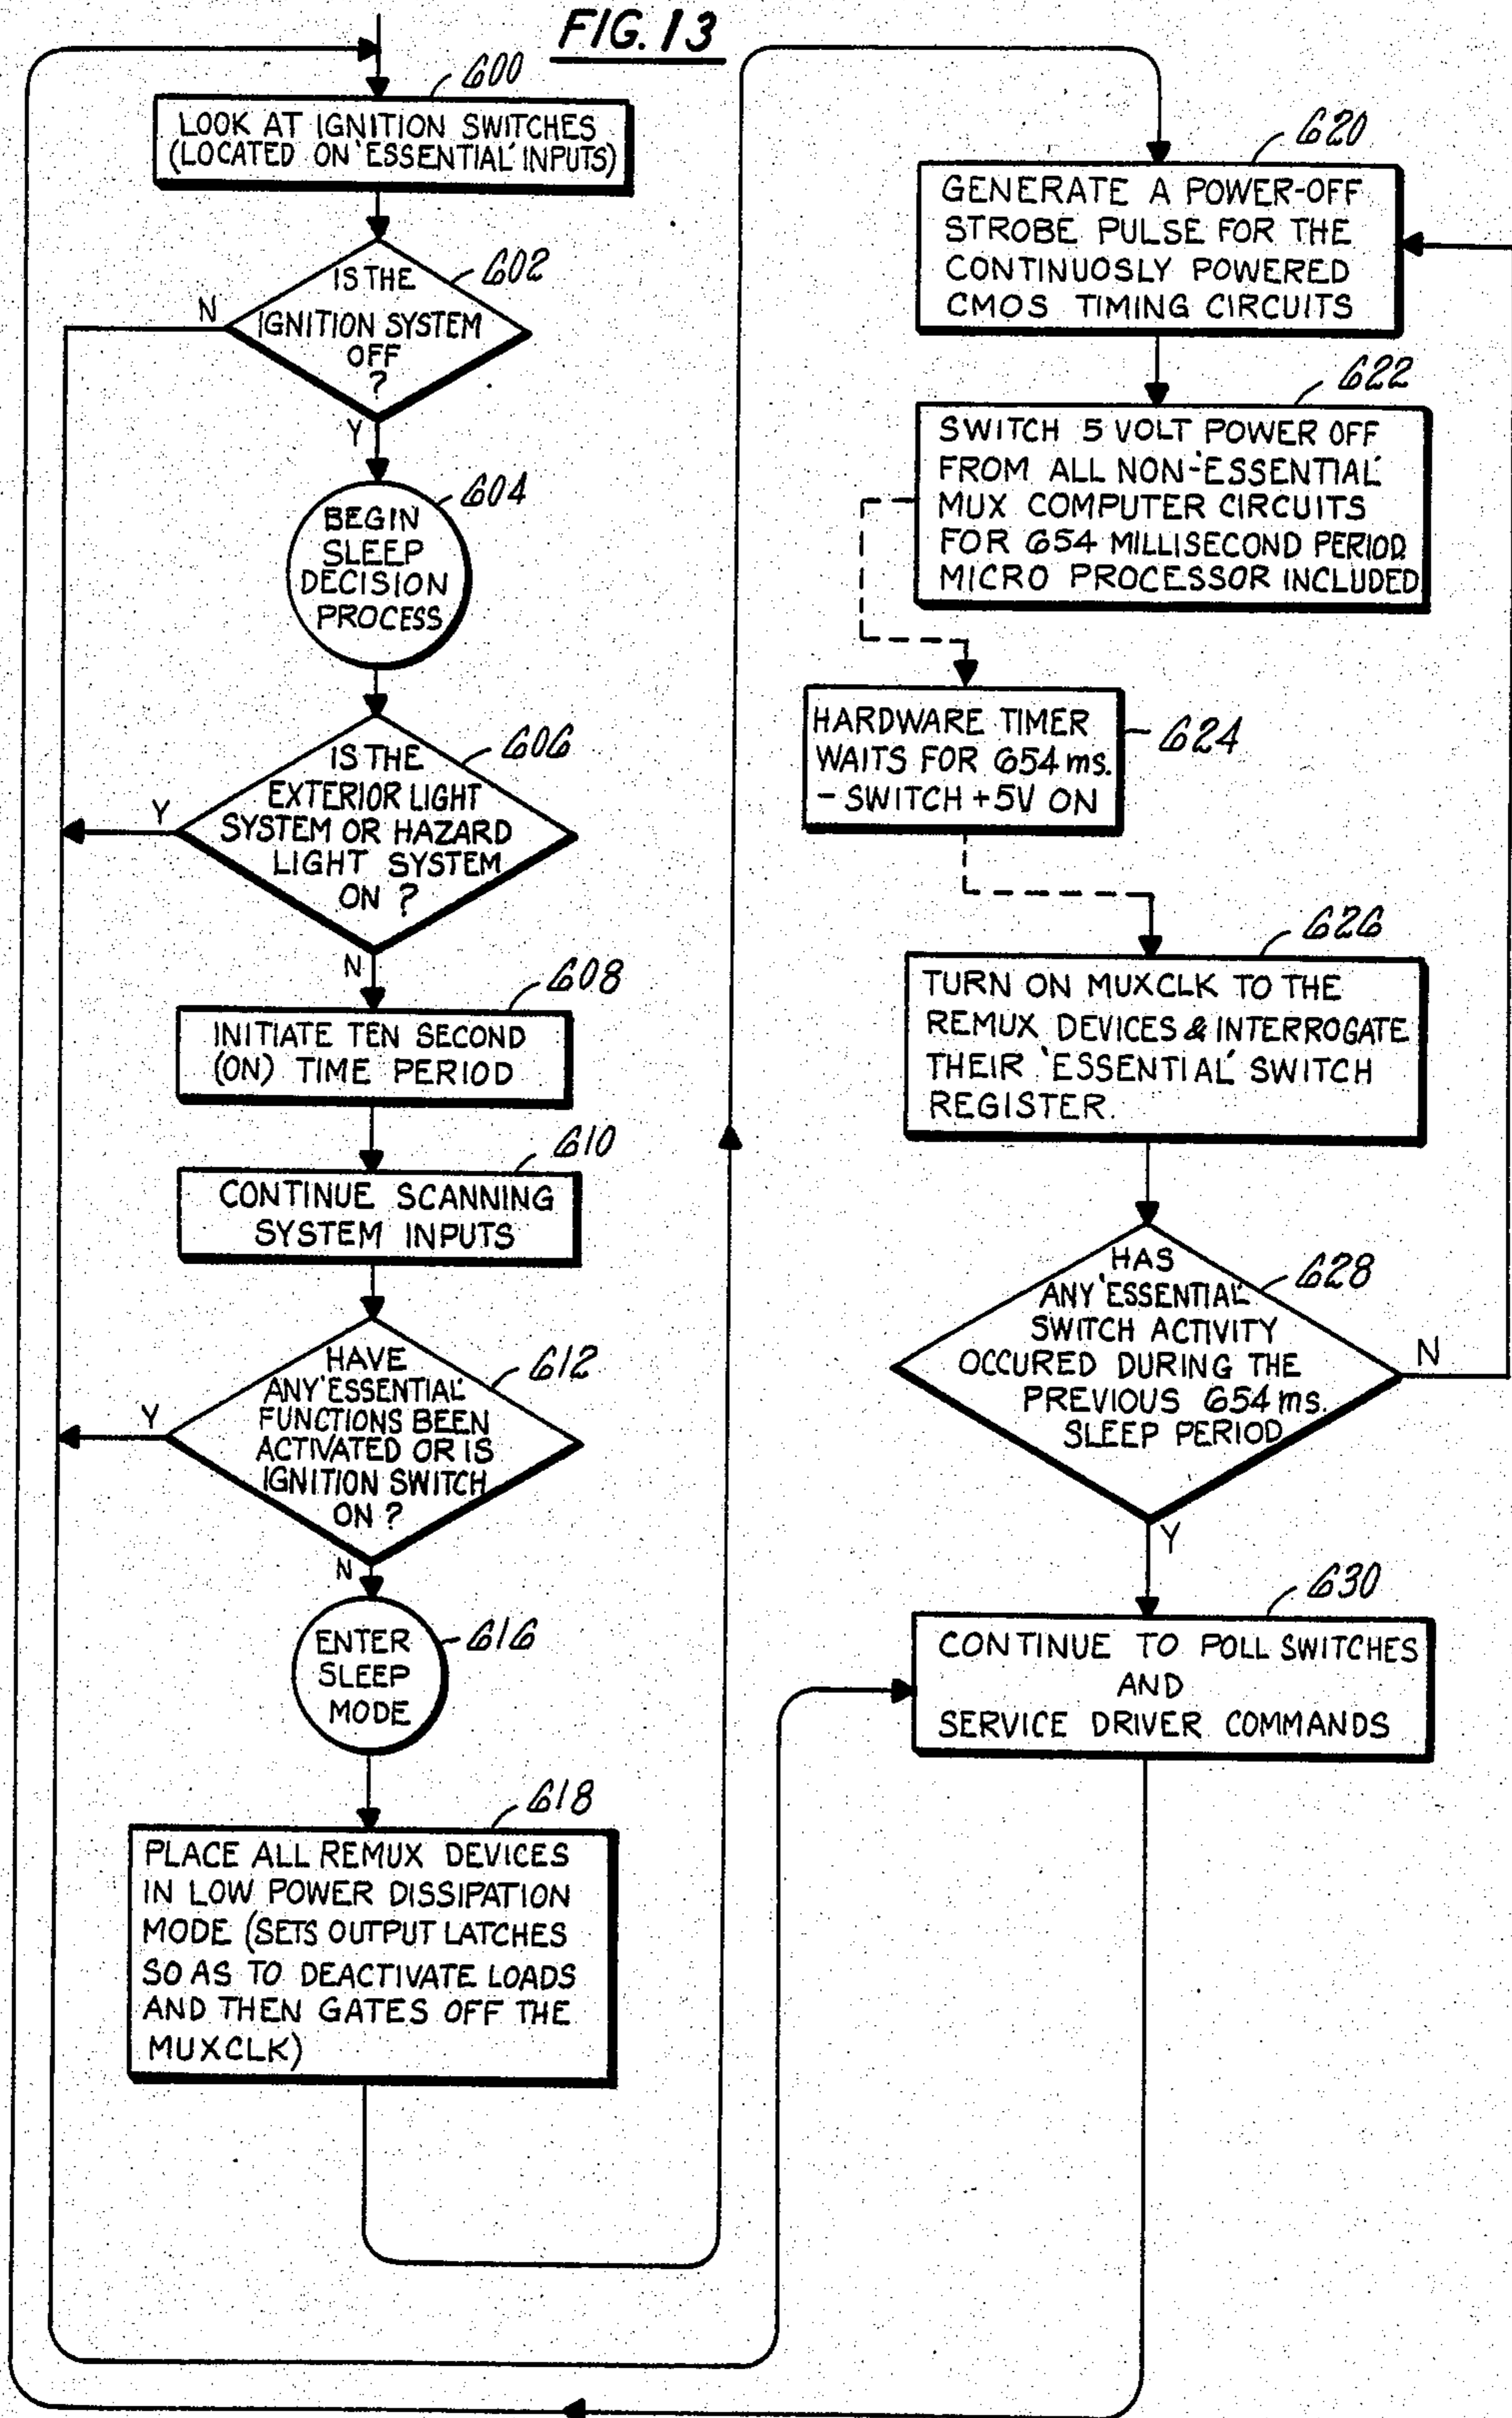 FIG. 13
600
LOOK AT IGNITION SWITCHES
(LOCATED ON 'ESSENTIAL' INPUTS)
602
IS THE
IGNITION SYSTEM
OFF
?
N
Y
604
BEGIN
SLEEP
DECISION
PROCESS
606
IS THE
EXTERIOR LIGHT
SYSTEM OR HAZARD
LIGHT SYSTEM
ON ?
Y
N
608
INITIATE TEN SECOND
(ON) TIME PERIOD
610
CONTINUE SCANNING
SYSTEM INPUTS
612
HAVE
ANY 'ESSENTIAL'
FUNCTIONS BEEN
ACTIVATED OR IS
IGNITION SWITCH
ON ?
Y
N
616
ENTER
SLEEP
MODE
618
PLACE ALL REMUX DEVICES
IN LOW POWER DISSIPATION
MODE (SETS OUTPUT LATCHES
SO AS TO DEACTIVATE LOADS
AND THEN GATES OFF THE
MUXCLK)
620
GENERATE A POWER-OFF
STROBE PULSE FOR THE
CONTINUOSLY POWERED
CMOS TIMING CIRCUITS
622
SWITCH 5 VOLT POWER OFF
FROM ALL NON-'ESSENTIAL'
MUX COMPUTER CIRCUITS
FOR 654 MILLISECOND PERIOD
MICRO PROCESSOR INCLUDED
624
HARDWARE TIMER
WAITS FOR 654 ms.
- SWITCH +5V ON
626
TURN ON MUXCLK TO THE
REMUX DEVICES & INTERROGATE
THEIR 'ESSENTIAL' SWITCH
REGISTER.
628
HAS
ANY 'ESSENTIAL'
SWITCH ACTIVITY
OCCURED DURING THE
PREVIOUS 654 ms.
SLEEP PERIOD
N
Y
630
CONTINUE TO POLL SWITCHES
AND
SERVICE DRIVER COMMANDS